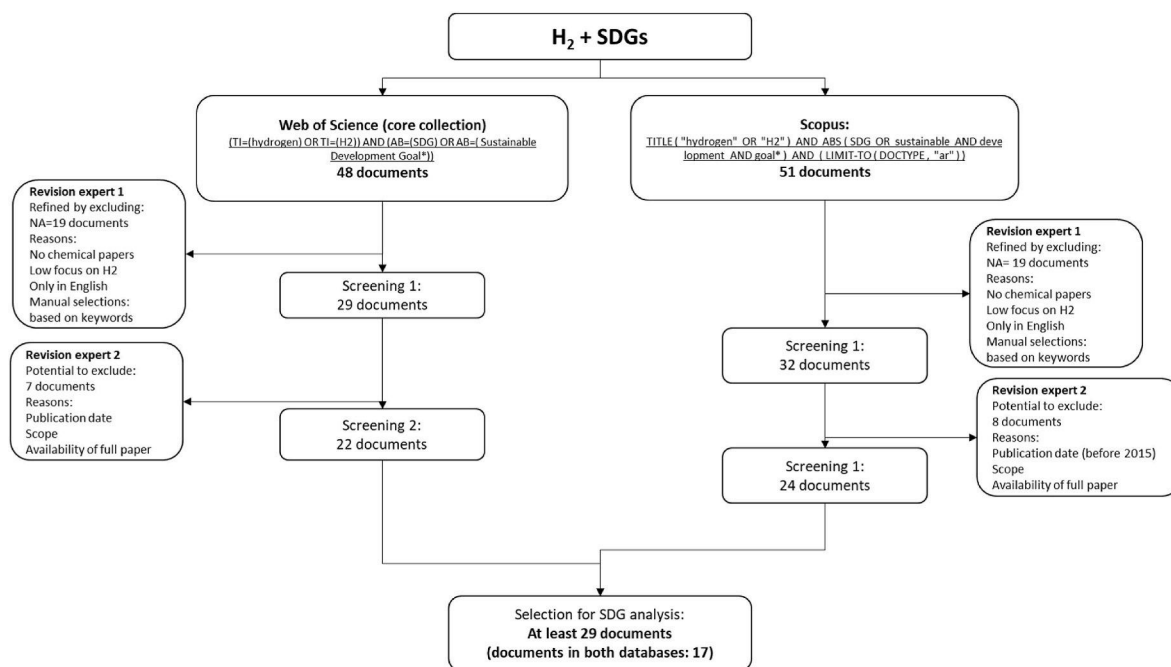 H₂ + SDGs
Web of Science (core collection)
(TI=(hydrogen) OR TI=(H2)) AND (AB=(SDG) OR AB=( Sustainable
Development Goal*))
48 documents
Scopus:
TITLE ( "hydrogen" OR "H2" ) AND ABS ( SDG OR sustainable AND deve
lopment AND goal* ) AND ( LIMIT-TO ( DOCTYPE , "ar" ) )
51 documents
Revision expert 1
Refined by excluding:
NA=19 documents
Reasons:
No chemical papers
Low focus on H2
Only in English
Manual selections:
based on keywords
Revision expert 1
Refined by excluding:
NA= 19 documents
Reasons:
No chemical papers
Low focus on H2
Only in English
Manual selections:
based on keywords
Screening 1:
29 documents
Screening 1:
32 documents
Revision expert 2
Potential to exclude:
7 documents
Reasons:
Publication date
Scope
Availability of full paper
Revision expert 2
Potential to exclude:
8 documents
Reasons:
Publication date (before 2015)
Scope
Availability of full paper
Screening 2:
22 documents
Screening 1:
24 documents
Selection for SDG analysis:
At least 29 documents
(documents in both databases: 17)